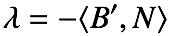 λ = −⟨B′, N⟩